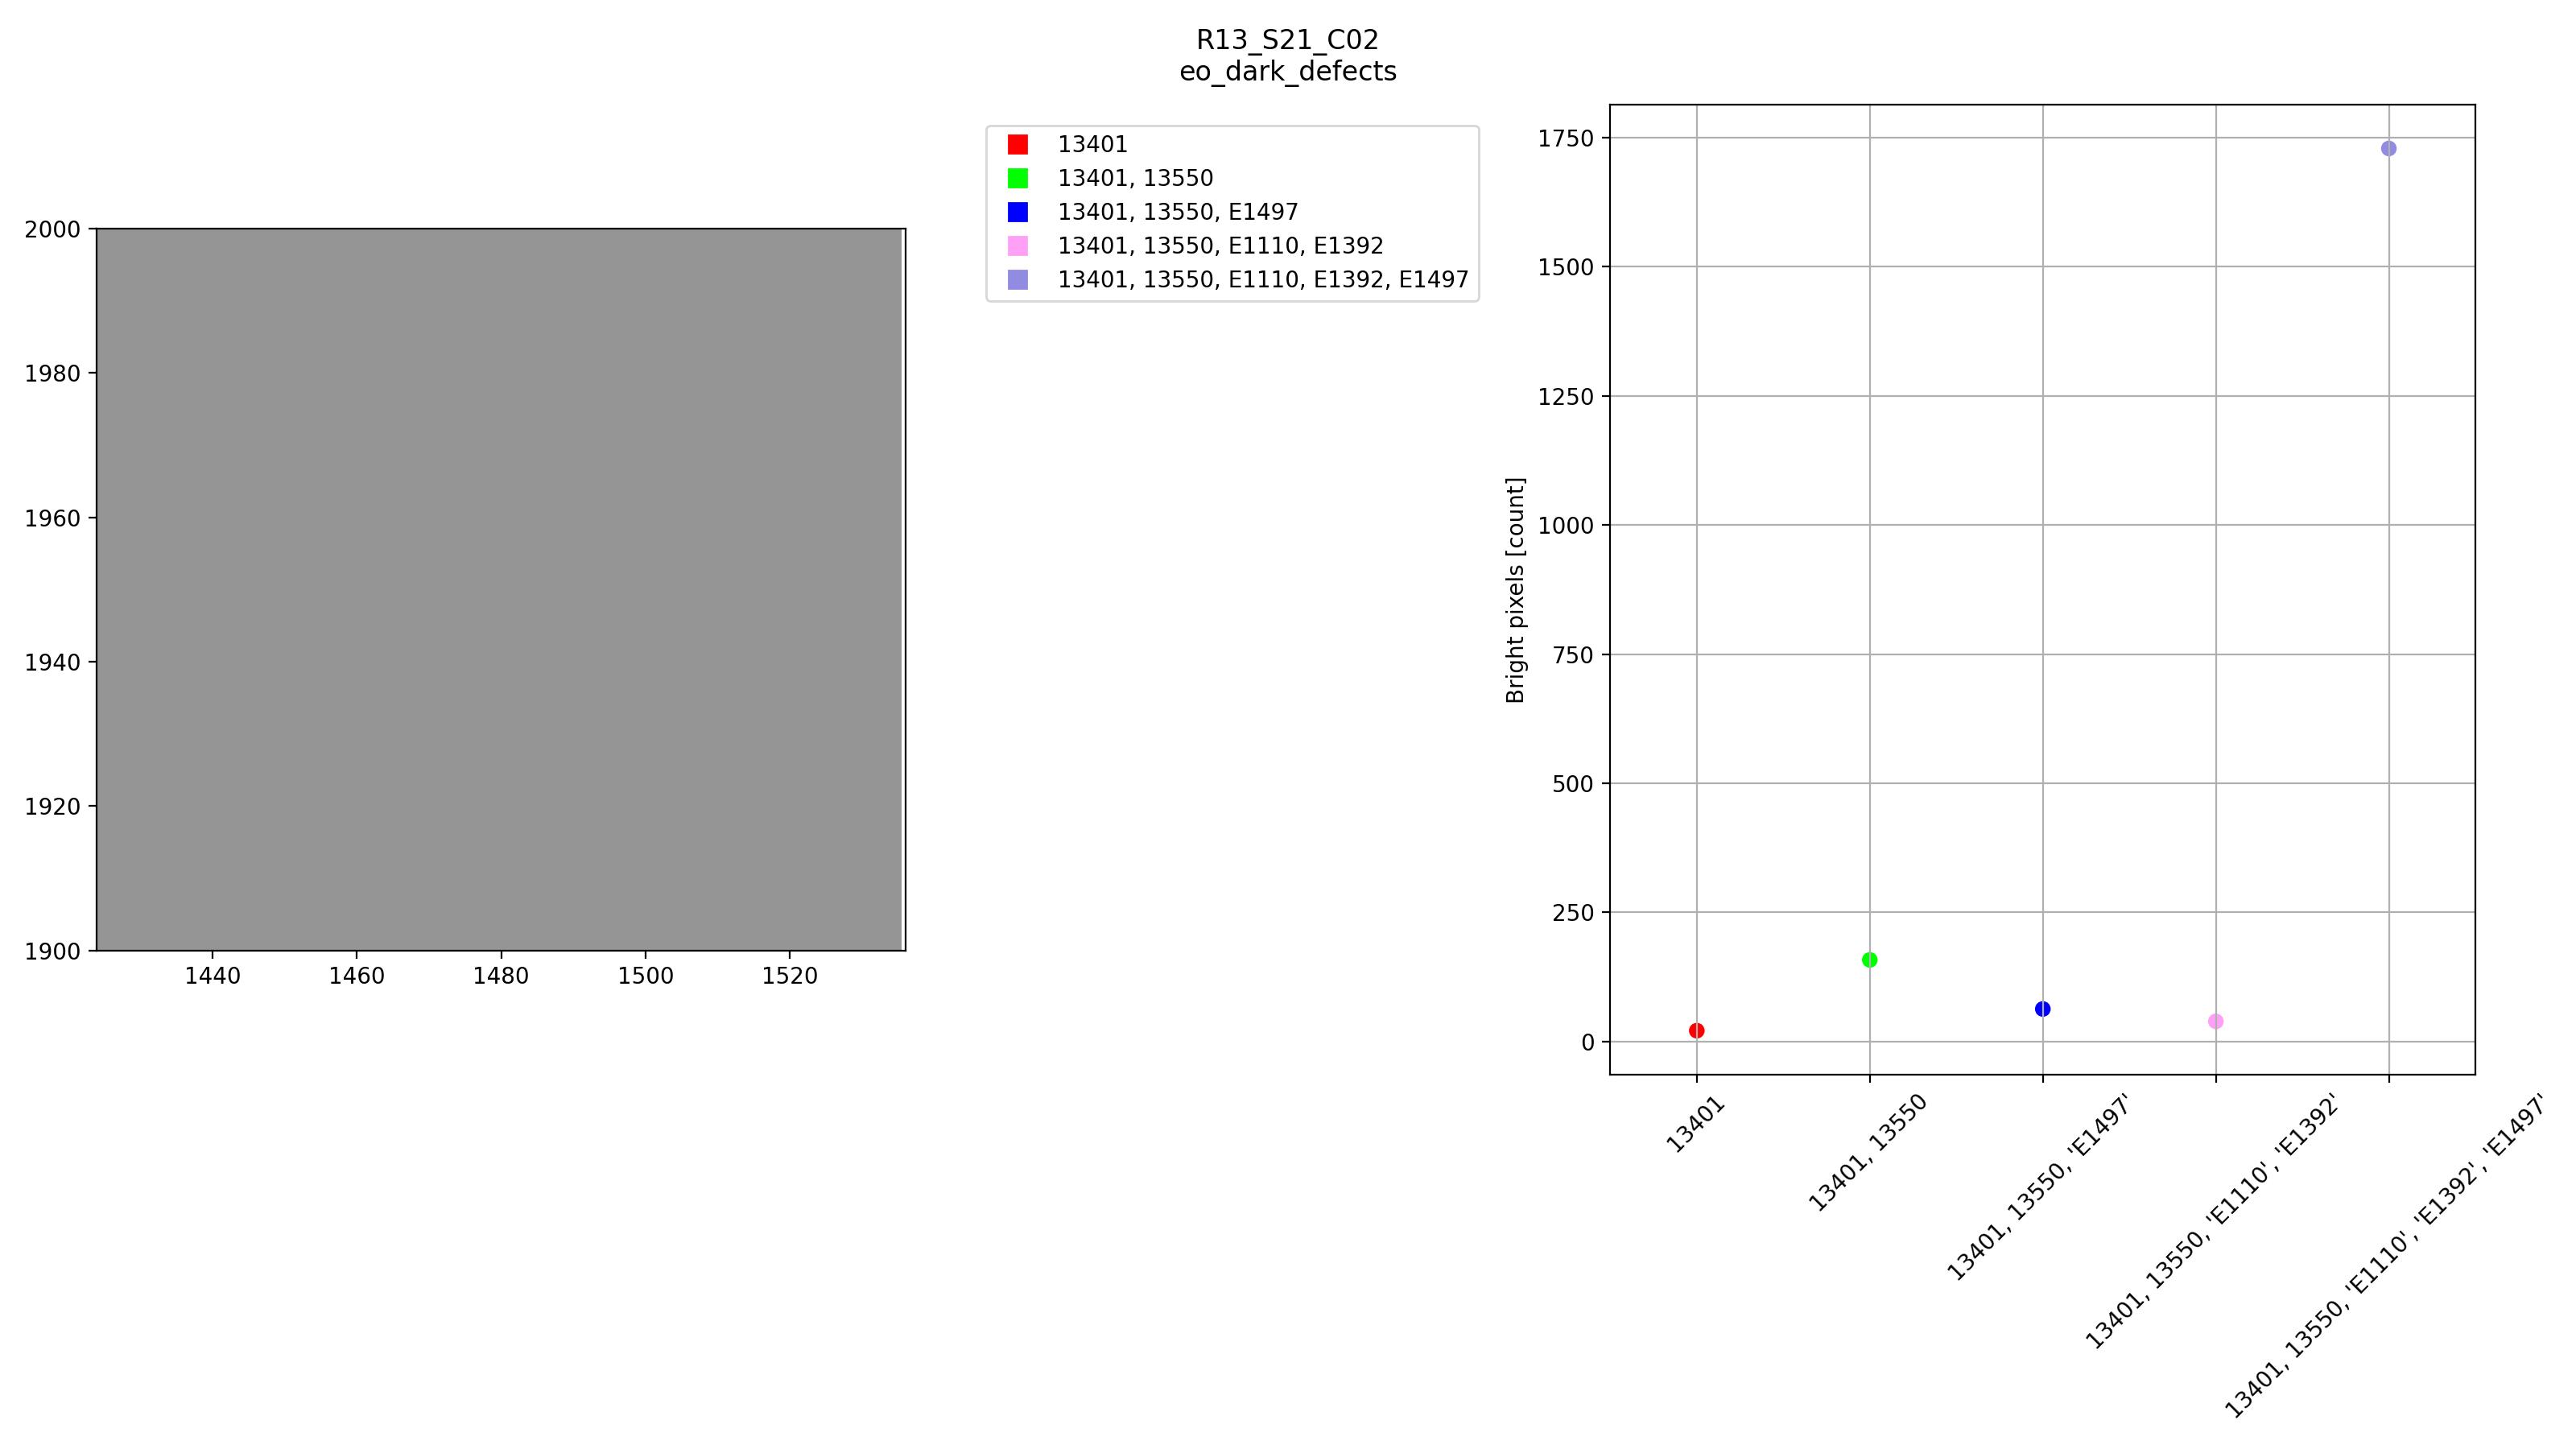 R13_S21_C02
eo_dark_defects
2000
1980
1960
1940
1920
1900
1440
1460
1480
1500
1520
13401
13401, 13550
13401, 13550, E1497
13401, 13550, E1110, E1392
13401, 13550, E1110, E1392, E1497
Bright pixels [count]
1750
1500
1250
1000
750
500
250
0
13401
13401, 13550
13401, 13550, 'E1497'
13401, 13550, 'E1110', 'E1392'
13401, 13550, 'E1110', 'E1392', 'E1497'